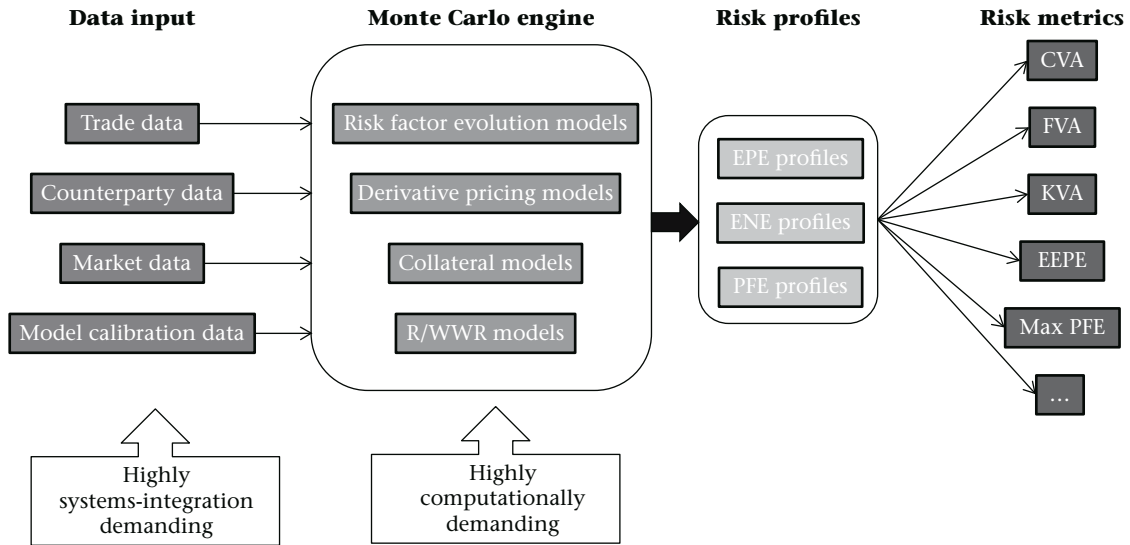 Data input
Monte Carlo engine
Risk profiles
Risk metrics
Trade data
Counterparty data
Market data
Model calibration data
Risk factor evolution models
Derivative pricing models
Collateral models
R/WWR models
EPE profiles
ENE profiles
PFE profiles
CVA
FVA
KVA
EEPE
Max PFE
...
Highly
systems-integration
demanding
Highly
computationally
demanding